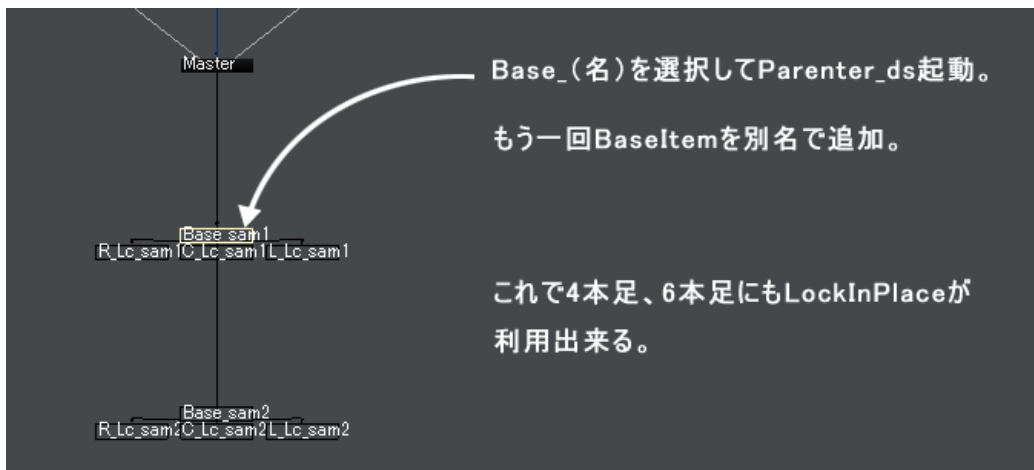 Master
Base_(名)を選択してParenter_ds起動。
もう一回BaseItemを別名で追加。
Base_sam1
R_Lc_sam1C_Lc_sam1L_Lc_sam1
これで4本足、6本足にもLockInPlaceが
利用出来る。
Base_sam2
R_Lc_sam2C_Lc_sam2L_Lc_sam2